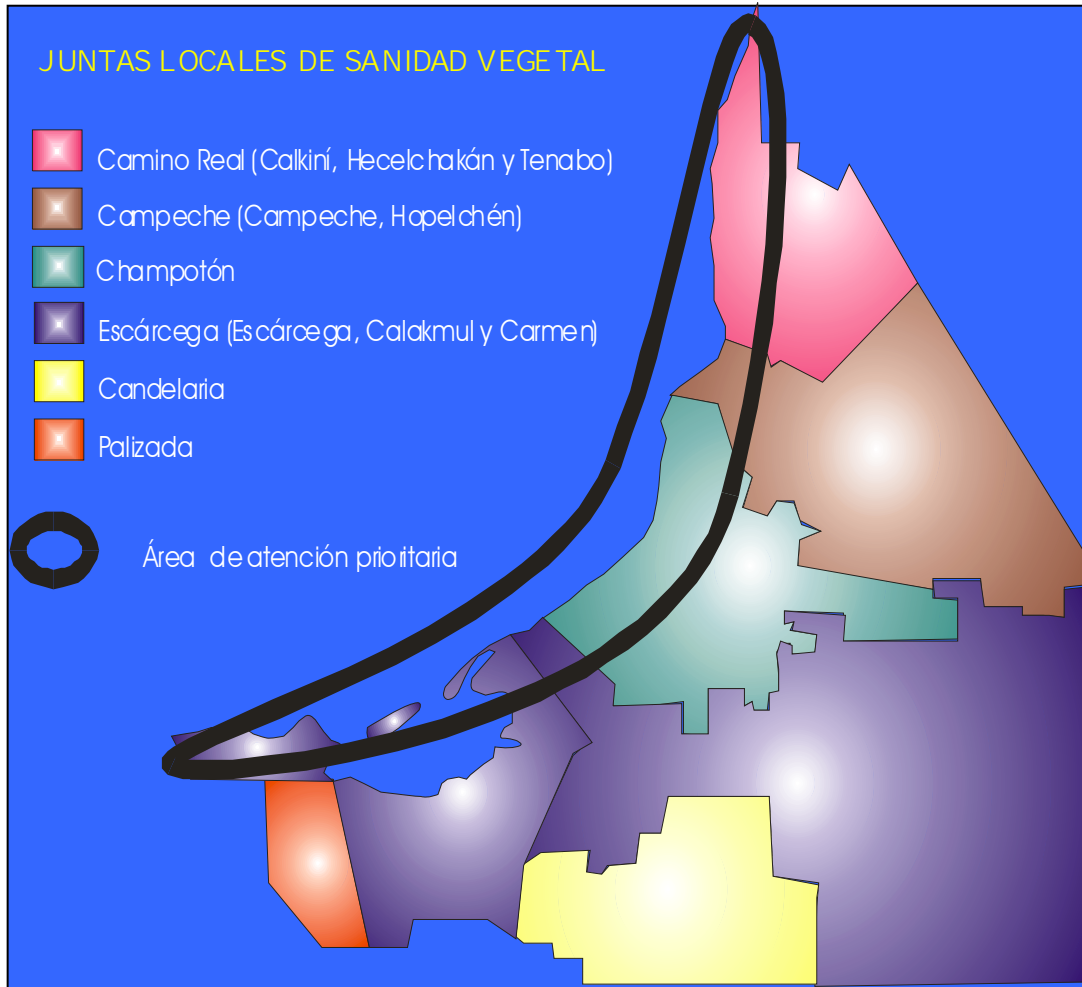 JUNTAS LOCALES DE SANIDAD VEGETAL
Camino Real (Calkiní, Hecelchakán y Tenabo)
Campeche (Campeche, Hopelchén)
Champotón
Escárcega (Escárcega, Calakmul y Carmen)
Candelaria
Palizada
Área de atención prioritaria